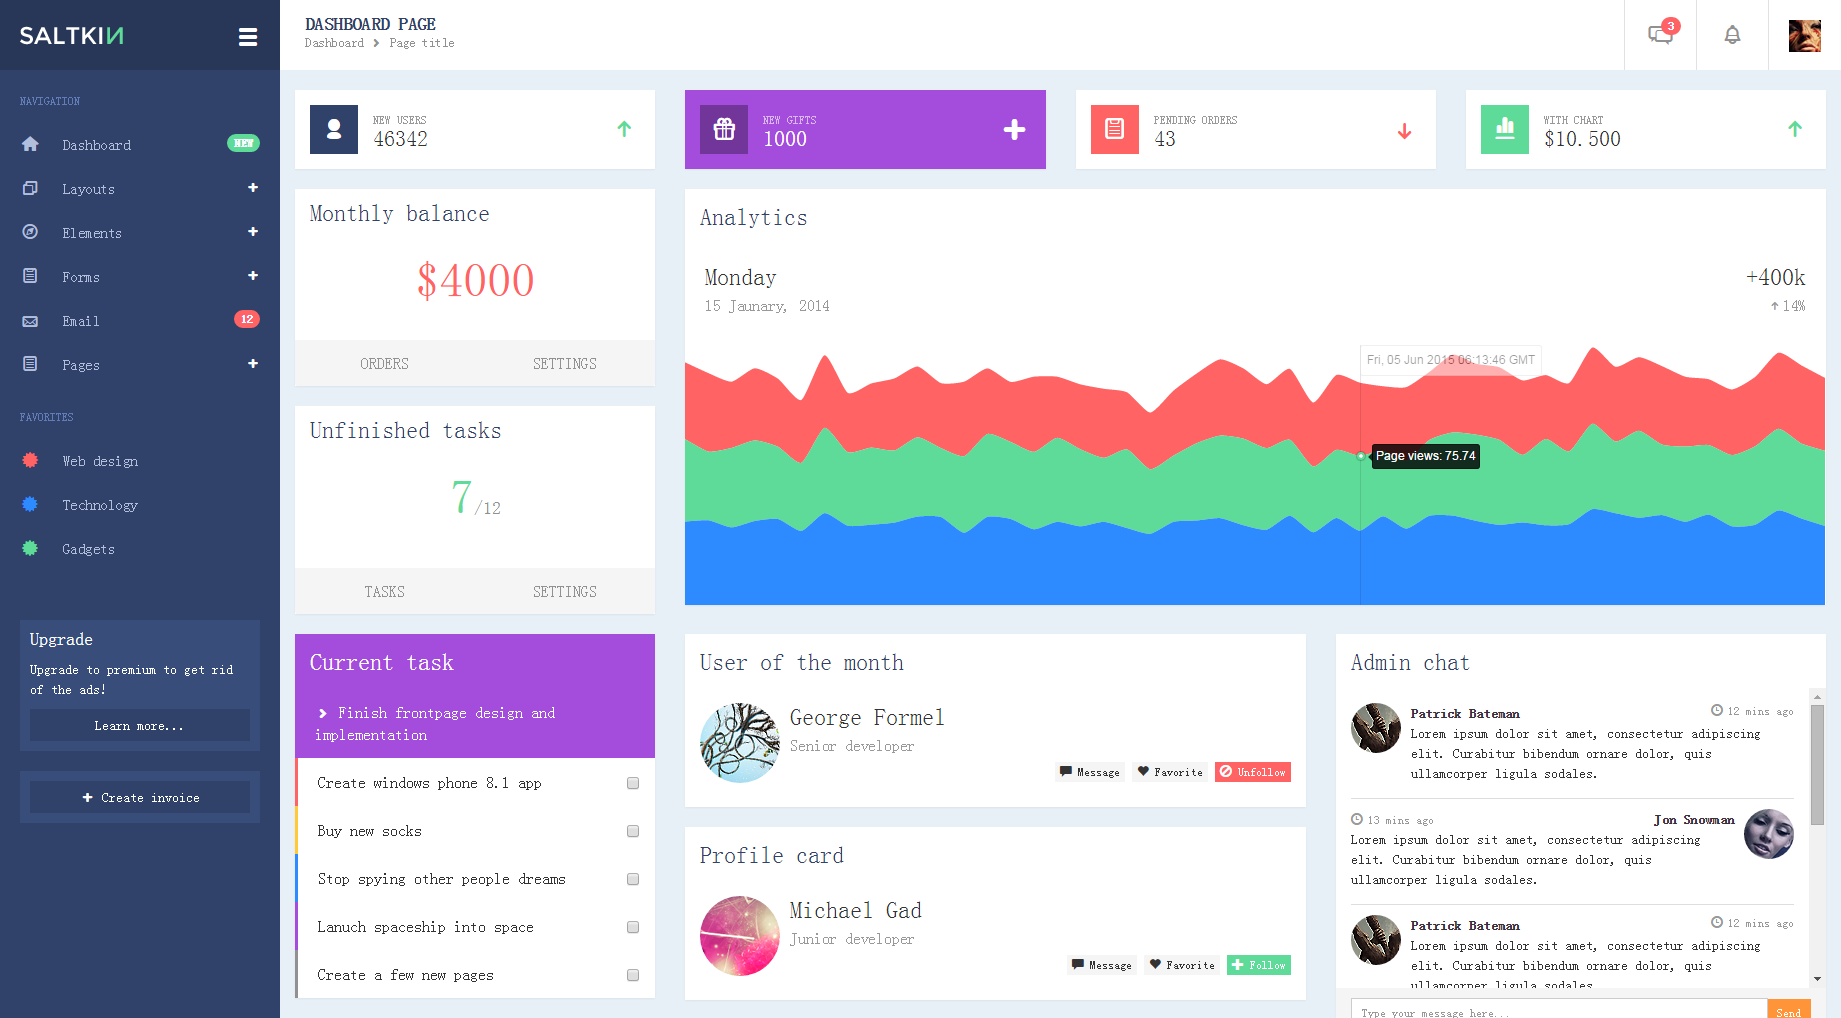 SALTKIN
DASHBOARD PAGE
Dashboard Page title
3
NAVIGATION
Dashboard NEW
Layouts
Elements
Forms
Email 12
Pages
FAVORITES
Web design
Technology
Gadgets
Upgrade
Upgrade to premium to get rid
of the ads!
Learn more...
Create invoice
NEW USERS
46342
NEW GIFTS
1000
PENDING ORDERS
43
WITH CHART
$10.500
Monthly balance
$4000
ORDERS SETTINGS
Unfinished tasks
7/12
TASKS SETTINGS
Analytics
Monday
15 Jaunary, 2014
+400k
14%
Fri, 05 Jun 2015 06:13:46 GMT
Page views: 75.74
Current task
Finish frontpage design and
implementation
Create windows phone 8.1 app
Buy new socks
Stop spying other people dreams
Lanuch spaceship into space
Create a few new pages
User of the month
George Formel
Senior developer
Message Favorite Unfollow
Profile card
Michael Gad
Junior developer
Message Favorite Follow
Admin chat
Patrick Bateman 12 mins ago
Lorem ipsum dolor sit amet, consectetur adipiscing
elit. Curabitur bibendum ornare dolor, quis
ullamcorper ligula sodales.
13 mins ago Jon Snowman
Lorem ipsum dolor sit amet, consectetur adipiscing
elit. Curabitur bibendum ornare dolor, quis
ullamcorper ligula sodales.
Patrick Bateman 12 mins ago
Lorem ipsum dolor sit amet, consectetur adipiscing
elit. Curabitur bibendum ornare dolor, quis
ullamcorper ligula sodales.
Type your message here... Send